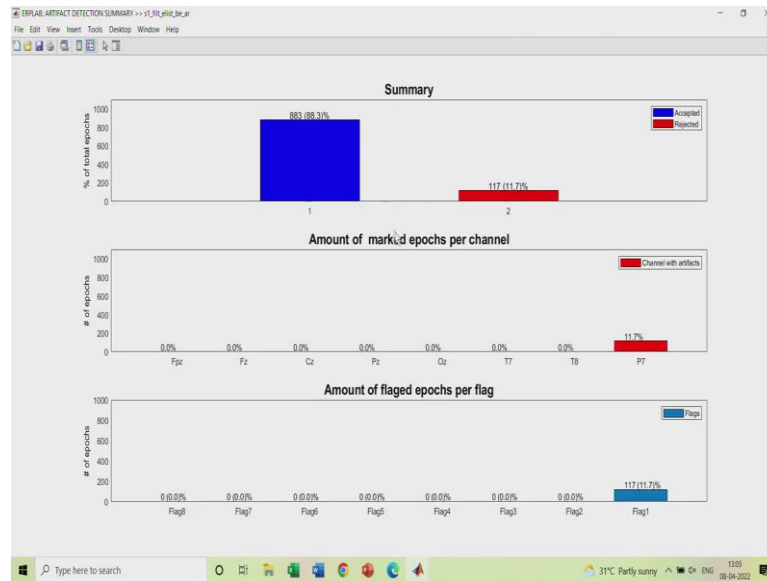 ERPLAB: ARTIFACT DETECTION SUMMARY >> s1_filt_elist_be_ar
File Edit View Insert Tools Desktop Window Help
Summary
% of total epochs
1000
800
600
400
200
0
883 (88.3)%
117 (11.7)%
1 2
Accepted
Rejected
Amount of marked epochs per channel
# of epochs
1000
800
600
400
200
0
Channel with artifacts
0.0% 0.0% 0.0% 0.0% 0.0% 0.0% 0.0% 11.7%
Fpz Fz Cz Pz Oz T7 T8 P7
Amount of flaged epochs per flag
# of epochs
1000
800
600
400
200
0
Flags
0 (0.0)% 0 (0.0)% 0 (0.0)% 0 (0.0)% 0 (0.0)% 0 (0.0)% 0 (0.0)% 117 (11.7)%
Flag8 Flag7 Flag6 Flag5 Flag4 Flag3 Flag2 Flag1
Type here to search
31°C Partly sunny
ENG
13:05
08-04-2022